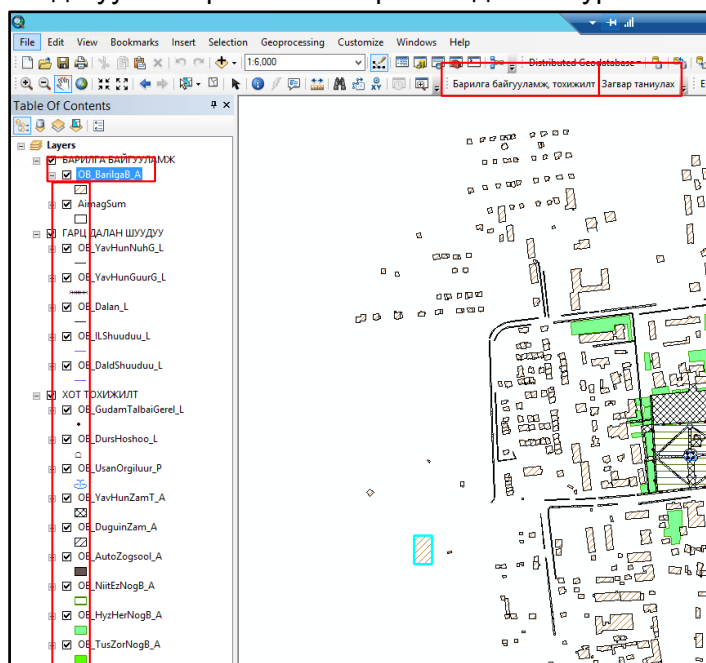 File Edit View Bookmarks Insert Selection Geoprocessing Customize Windows Help
1:6,000
Distributed Geodatabase
Барилга байгууламж, тохижилт Загвар таниулах
Table Of Contents
Layers
БАРИЛГА БАЙГУУЛАМЖ
OB_BarilgaB_A
AimagSum
ГАРЦ ДАЛАН ШУУДУУ
OB_YavHunNuhG_L
OB_YavHunGuurG_L
OB_Dalan_L
OB_ILShuuduu_L
OB_DaldShuuduu_L
ХОТ ТОХИЖИЛТ
OB_GudamTalbaiGerel_L
OB_DursHoshoo_L
OB_UsanOrgiluur_P
OB_YavHunZamT_A
OB_DuguinZam_A
OB_AutoZogsool_A
OB_NiitEzNogB_A
OB_HyzHerNogB_A
OB_TusZorNogB_A